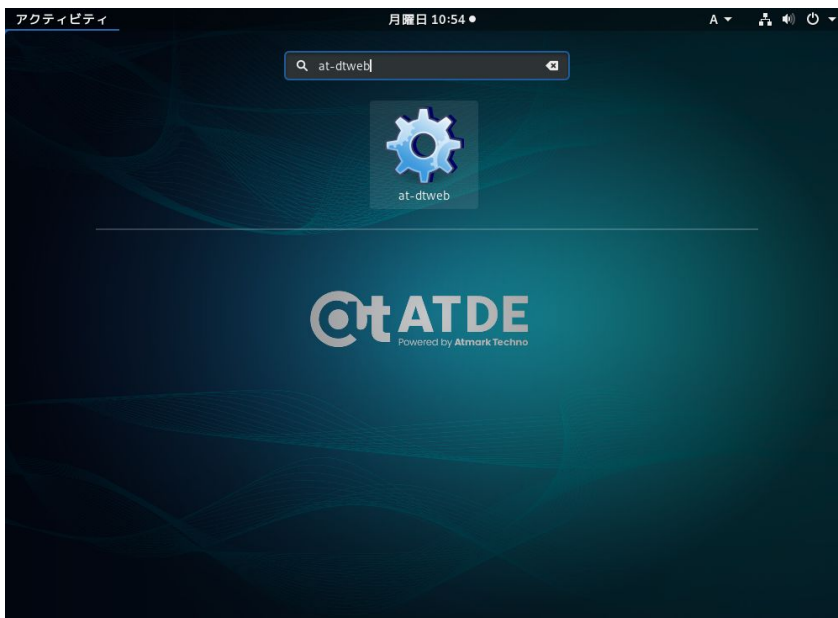 アクティビティ 月曜日 10:54 A
at-dtweb
at-dtweb
at ATDE
Powered by Atmark Techno